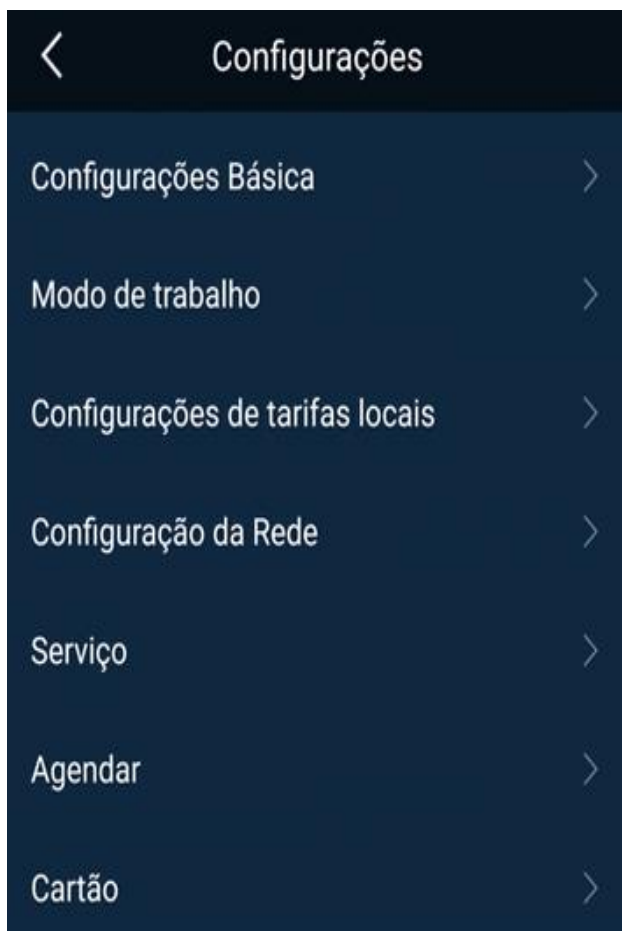 Configurações
Configurações Básica
Modo de trabalho
Configurações de tarifas locais
Configuração da Rede
Serviço
Agendar
Cartão